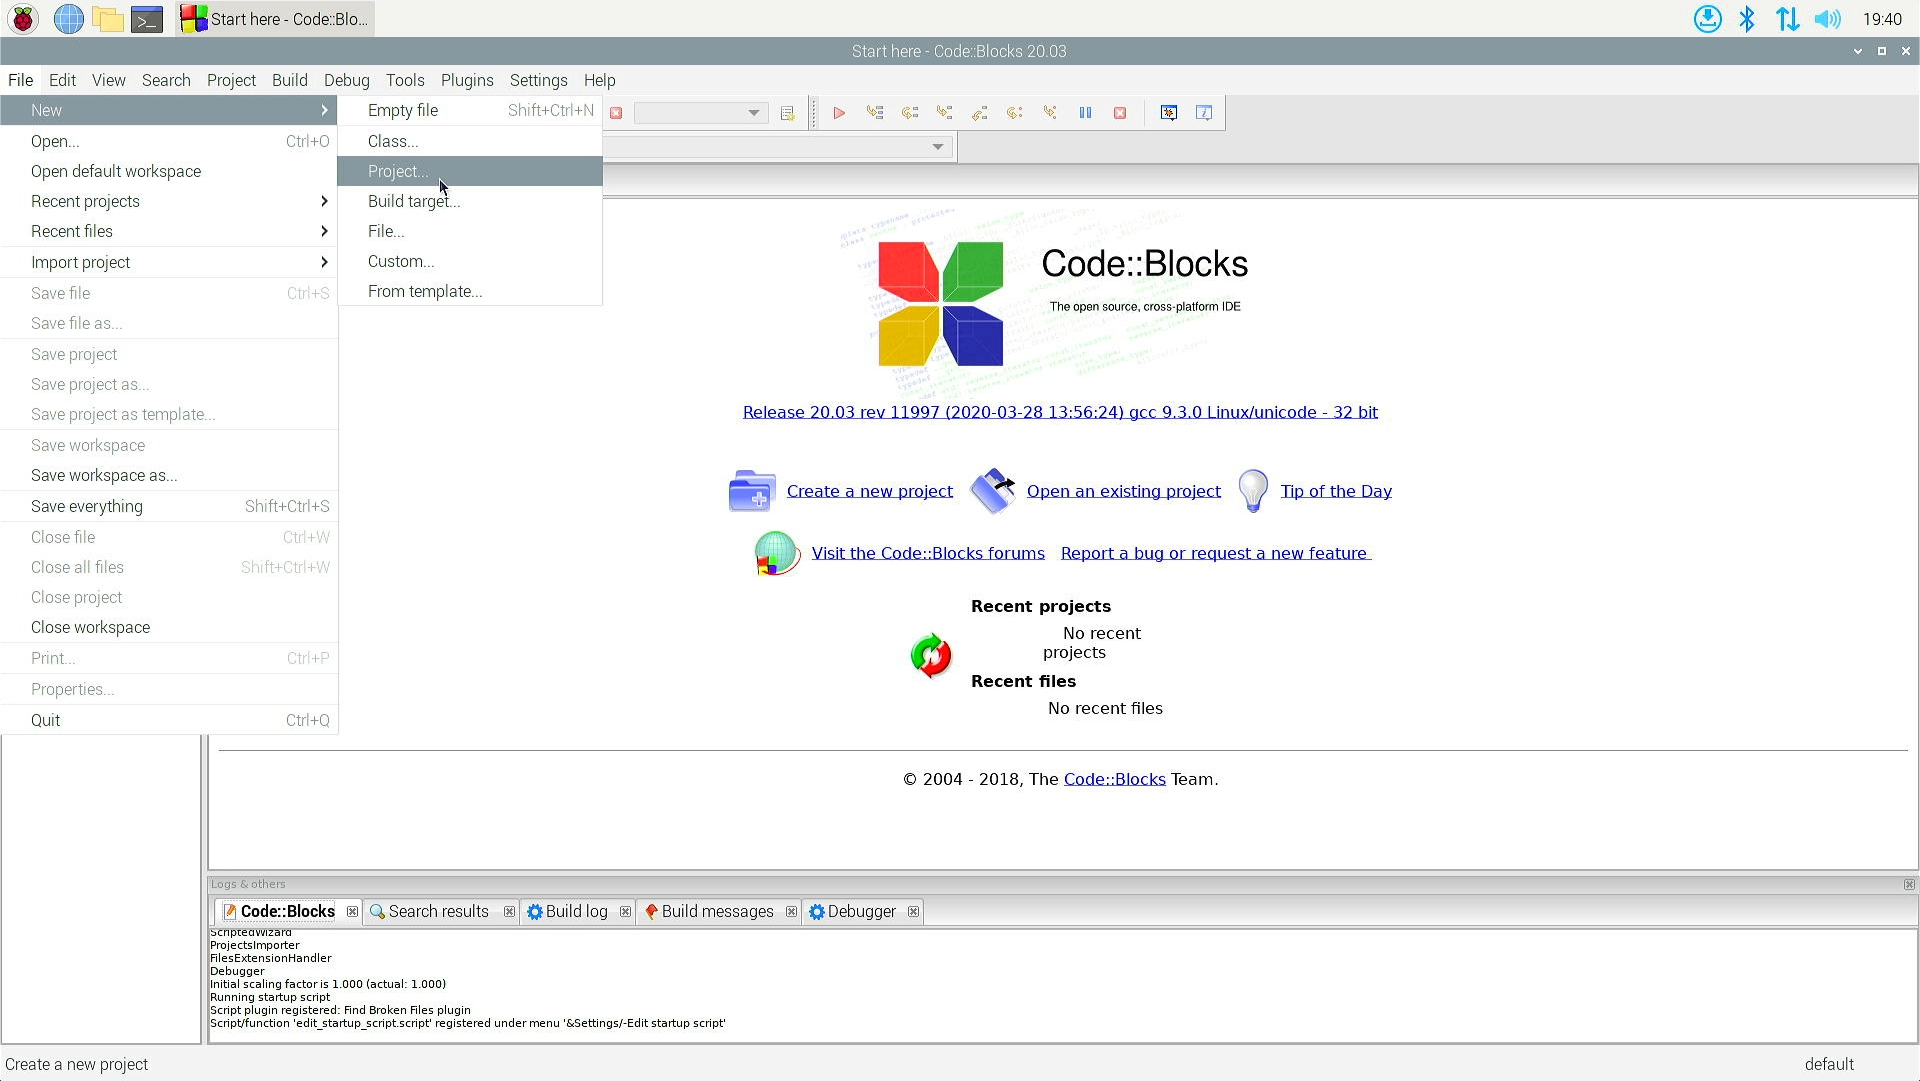 Start here - Code::Blo...
19:40
Start here - Code::Blocks 20.03
File Edit View Search Project Build Debug Tools Plugins Settings Help
New
Open... Ctrl+O
Open default workspace
Recent projects
Recent files
Import project
Save file Ctrl+S
Save file as...
Save project
Save project as...
Save project as template...
Save workspace
Save workspace as...
Save everything Shift+Ctrl+S
Close file Ctrl+W
Close all files Shift+Ctrl+W
Close project
Close workspace
Print... Ctrl+P
Properties...
Quit Ctrl+Q
Empty file Shift+Ctrl+N
Class...
Project...
Build target...
File...
Custom...
From template...
Code::Blocks
The open source, cross-platform IDE
Release 20.03 rev 11997 (2020-03-28 13:56:24) gcc 9.3.0 Linux/unicode - 32 bit
Create a new project Open an existing project Tip of the Day
Visit the Code::Blocks forums Report a bug or request a new feature
Recent projects
No recent
projects
Recent files
No recent files
© 2004 - 2018, The Code::Blocks Team.
Logs & others
Code::Blocks Search results Build log Build messages Debugger
ScriptedWizard
ProjectsImporter
FilesExtensionHandler
Debugger
Initial scaling factor is 1.000 (actual: 1.000)
Running startup script
Script plugin registered: Find Broken Files plugin
Script/function 'edit_startup_script.script' registered under menu '&Settings/-Edit startup script'
Create a new project
default